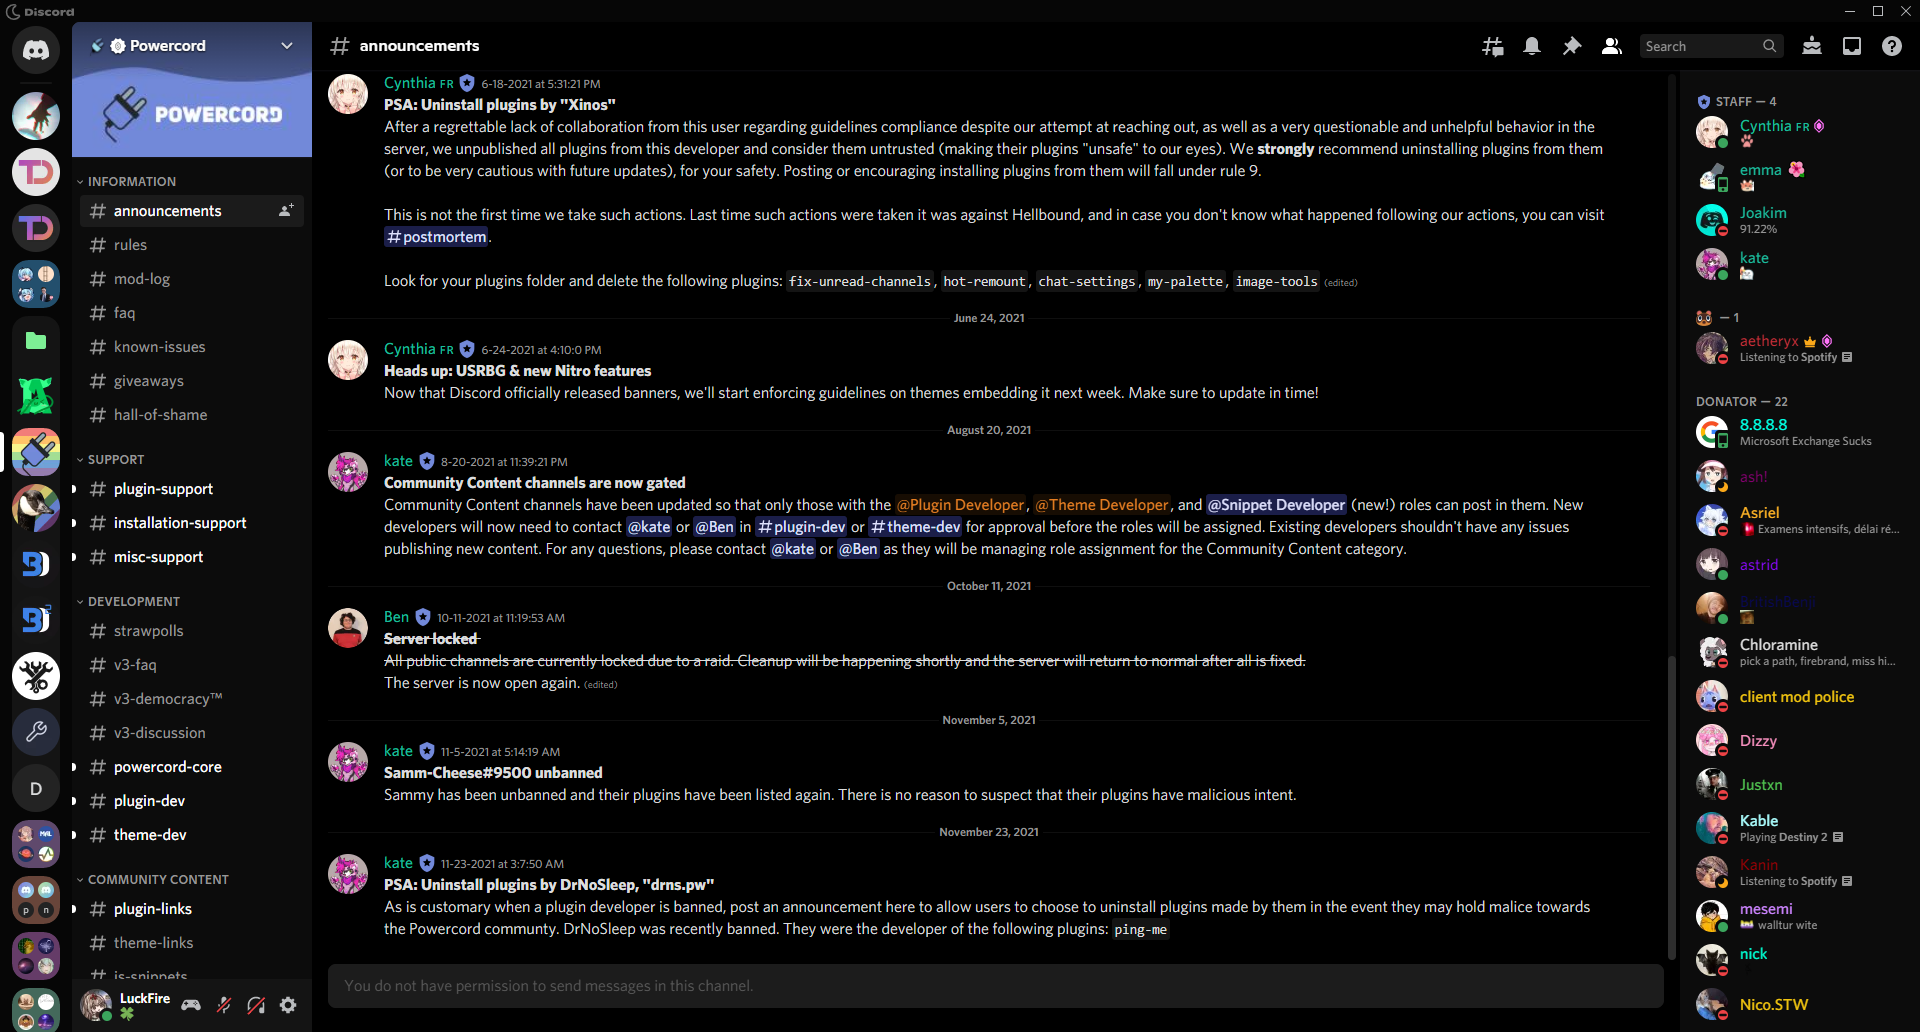 Discord
Powercord
POWERCORD
INFORMATION
announcements
rules
mod-log
faq
known-issues
giveaways
hall-of-shame
SUPPORT
plugin-support
installation-support
misc-support
DEVELOPMENT
strawpolls
v3-faq
v3-democracy™
v3-discussion
powercord-core
plugin-dev
theme-dev
COMMUNITY CONTENT
plugin-links
theme-links
js-snippets
LuckFire
D
# announcements
Search
Cynthia FR 6-18-2021 at 5:31:21 PM
PSA: Uninstall plugins by "Xinos"
After a regrettable lack of collaboration from this user regarding guidelines compliance despite our attempt at reaching out, as well as a very questionable and unhelpful behavior in the
server, we unpublished all plugins from this developer and consider them untrusted (making their plugins "unsafe" to our eyes). We strongly recommend uninstalling plugins from them
(or to be very cautious with future updates), for your safety. Posting or encouraging installing plugins from them will fall under rule 9.
This is not the first time we take such actions. Last time such actions were taken it was against Hellbound, and in case you don't know what happened following our actions, you can visit
#postmortem.
Look for your plugins folder and delete the following plugins: fix-unread-channels, hot-remount, chat-settings, my-palette, image-tools (edited)
June 24, 2021
Cynthia FR 6-24-2021 at 4:10:0 PM
Heads up: USRBG & new Nitro features
Now that Discord officially released banners, we'll start enforcing guidelines on themes embedding it next week. Make sure to update in time!
August 20, 2021
kate 8-20-2021 at 11:39:21 PM
Community Content channels are now gated
Community Content channels have been updated so that only those with the @Plugin Developer, @Theme Developer, and @Snippet Developer (new!) roles can post in them. New
developers will now need to contact @kate or @Ben in #plugin-dev or #theme-dev for approval before the roles will be assigned. Existing developers shouldn't have any issues
publishing new content. For any questions, please contact @kate or @Ben as they will be managing role assignment for the Community Content category.
October 11, 2021
Ben 10-11-2021 at 11:19:53 AM
Server locked
All public channels are currently locked due to a raid. Cleanup will be happening shortly and the server will return to normal after all is fixed.
The server is now open again. (edited)
November 5, 2021
kate 11-5-2021 at 5:14:19 AM
Samm-Cheese#9500 unbanned
Sammy has been unbanned and their plugins have been listed again. There is no reason to suspect that their plugins have malicious intent.
November 23, 2021
kate 11-23-2021 at 3:7:50 AM
PSA: Uninstall plugins by DrNoSleep, "drns.pw"
As is customary when a plugin developer is banned, post an announcement here to allow users to choose to uninstall plugins made by them in the event they may hold malice towards
the Powercord communty. DrNoSleep was recently banned. They were the developer of the following plugins: ping-me
You do not have permission to send messages in this channel.
STAFF — 4
Cynthia FR
emma
Joakim
91.22%
kate
— 1
aetheryx
Listening to Spotify
DONATOR — 22
8.8.8.8
Microsoft Exchange Sucks
ash!
Asriel
Examens intensifs, délai ré...
astrid
Chloramine
pick a path, firebrand, miss hi...
client mod police
Dizzy
Justxn
Kable
Playing Destiny 2
Kanin
Listening to Spotify
mesemi
walltur wite
nick
Nico.STW